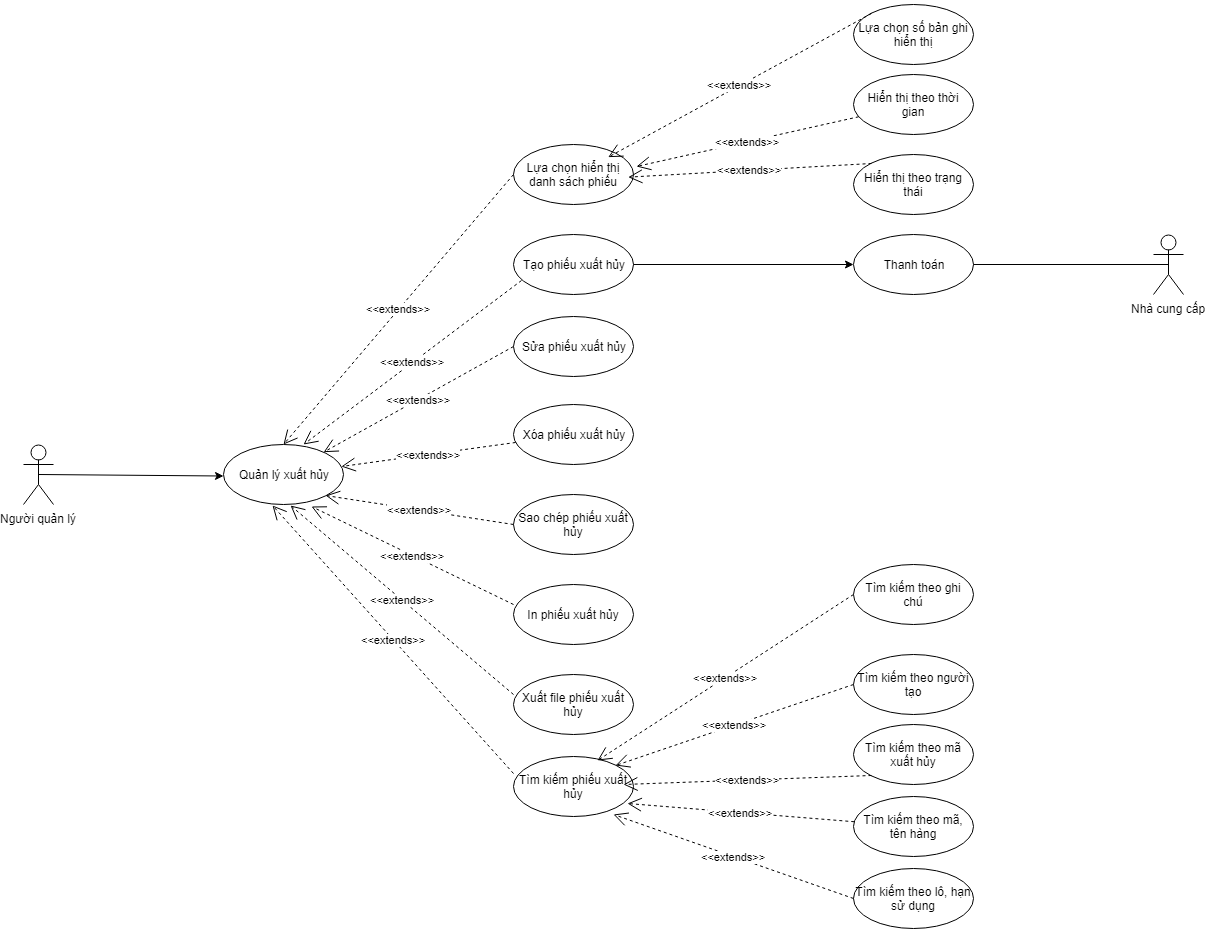 Lựa chọn số bản ghi
hiển thị
<<extends>>
Hiển thị theo thời
gian
<<extends>>
Lựa chọn hiển thị
danh sách phiếu
<<extends>>
Hiển thị theo trạng
thái
Tạo phiếu xuất hủy
Thanh toán
Nhà cung cấp
<<extends>>
<<extends>>
Sửa phiếu xuất hủy
<<extends>>
Xóa phiếu xuất hủy
<<extends>>
Quản lý xuất hủy
Người quản lý
<<extends>>
Sao chép phiếu xuất
hủy
<<extends>>
In phiếu xuất hủy
<<extends>>
<<extends>>
Xuất file phiếu xuất
hủy
Tìm kiếm theo ghi
chú
<<extends>>
Tìm kiếm theo người
tạo
<<extends>>
Tìm kiếm theo mã
xuất hủy
Tìm kiếm phiếu xuất
hủy
<<extends>>
<<extends>>
Tìm kiếm theo mã,
tên hàng
<<extends>>
Tìm kiếm theo lô, hạn
sử dụng